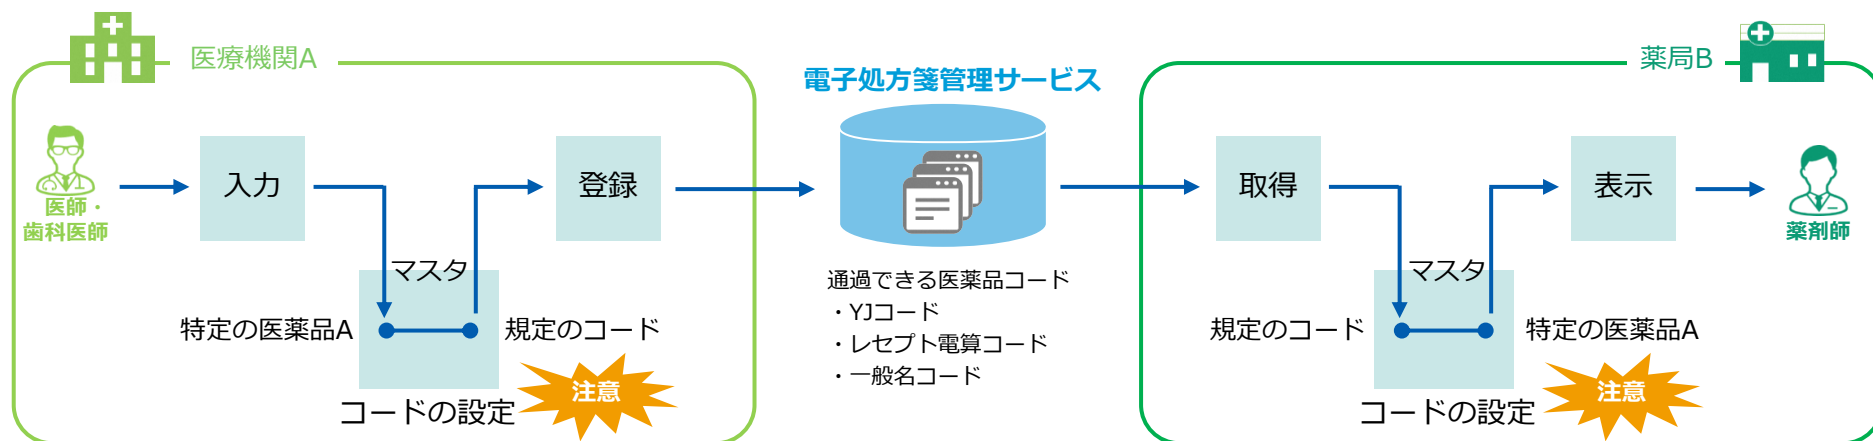 医療機関A
医師・
歯科医師
入力
登録
マスタ
特定の医薬品A
規定のコード
コードの設定
注意
電子処方箋管理サービス
通過できる医薬品コード
・YJコード
・レセプト電算コード
・一般名コード
薬局B
取得
表示
薬剤師
マスタ
規定のコード
特定の医薬品A
コードの設定
注意